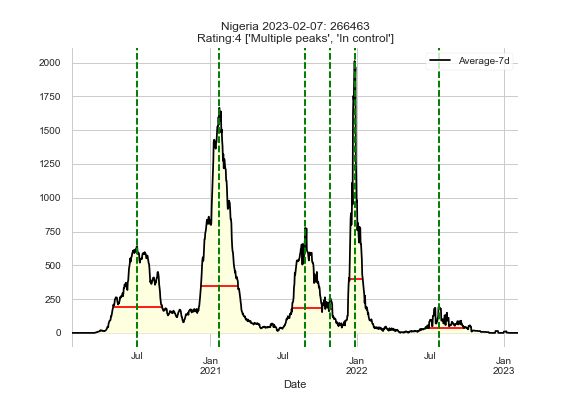 Nigeria 2023-02-07: 266463
Rating:4 ['Multiple peaks', 'In control']
Average-7d
2000
1750
1500
1250
1000
750
500
250
0
Jul
Jan
2021
Jul
Jan
2022
Jul
Jan
2023
Date